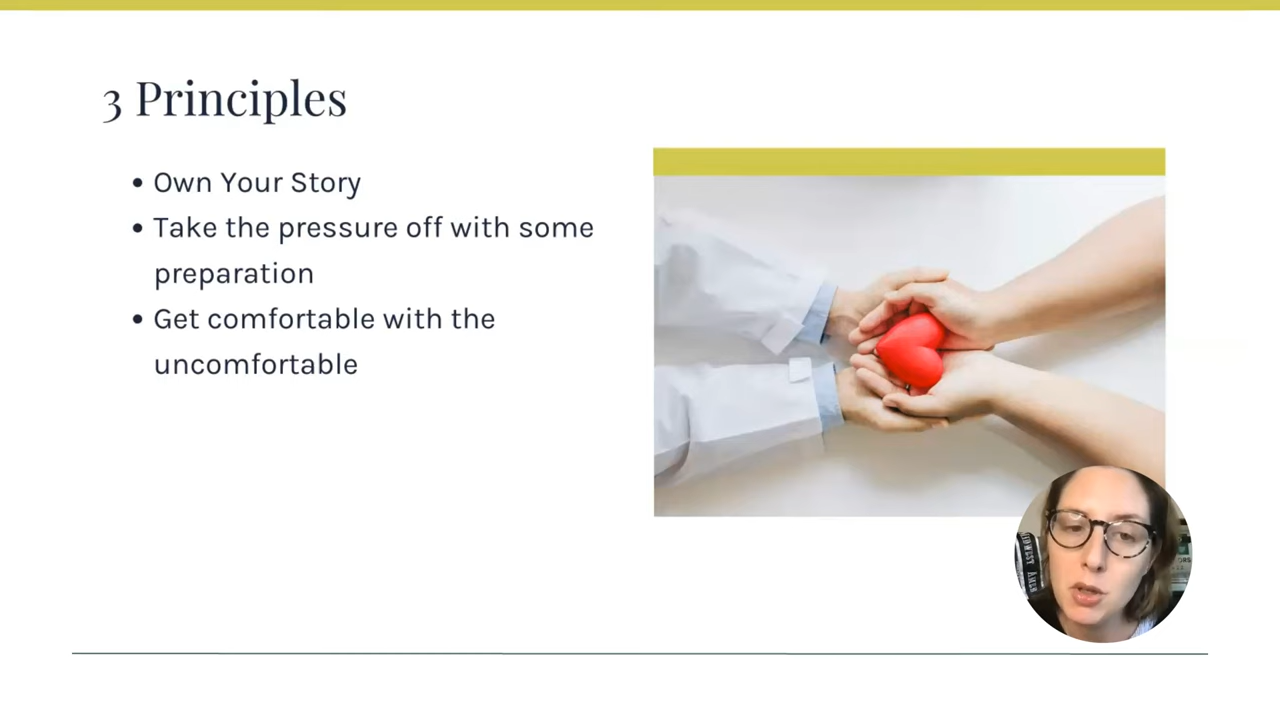 3 Principles
• Own Your Story
• Take the pressure off with some
preparation
• Get comfortable with the
uncomfortable